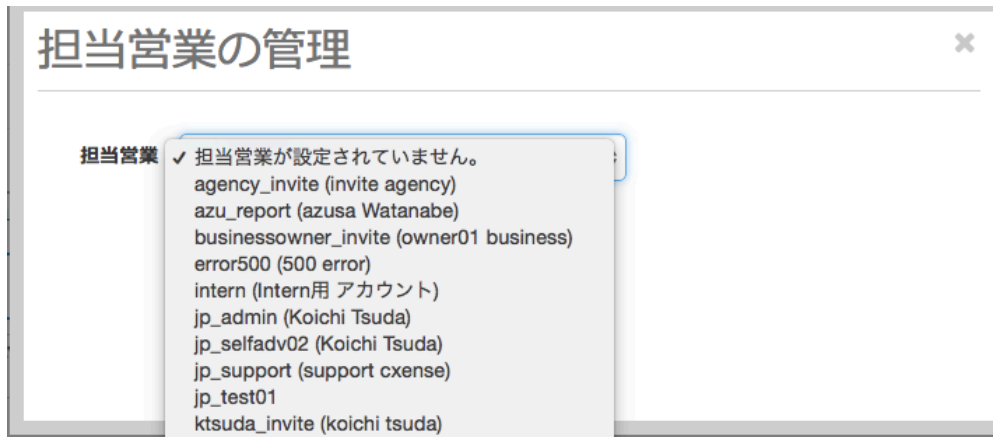 担当営業の管理
×
担当営業
✓ 担当営業が設定されていません。
agency_invite (invite agency)
azu_report (azusa Watanabe)
businessowner_invite (owner01 business)
error500 (500 error)
intern (Intern用 アカウント)
jp_admin (Koichi Tsuda)
jp_selfadv02 (Koichi Tsuda)
jp_support (support cxense)
jp_test01
ktsuda_invite (koichi tsuda)